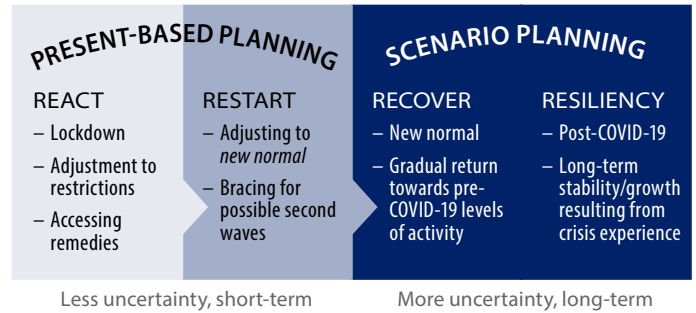 PRESENT-BASED PLANNING
SCENARIO PLANNING
REACT
– Lockdown
– Adjustment to
restrictions
– Accessing
remedies
RESTART
– Adjusting to
new normal
– Bracing for
possible second
waves
RECOVER
– New normal
– Gradual return
towards pre-
COVID-19 levels
of activity
RESILIENCY
– Post-COVID-19
– Long-term
stability/growth
resulting from
crisis experience
Less uncertainty, short-term
More uncertainty, long-term